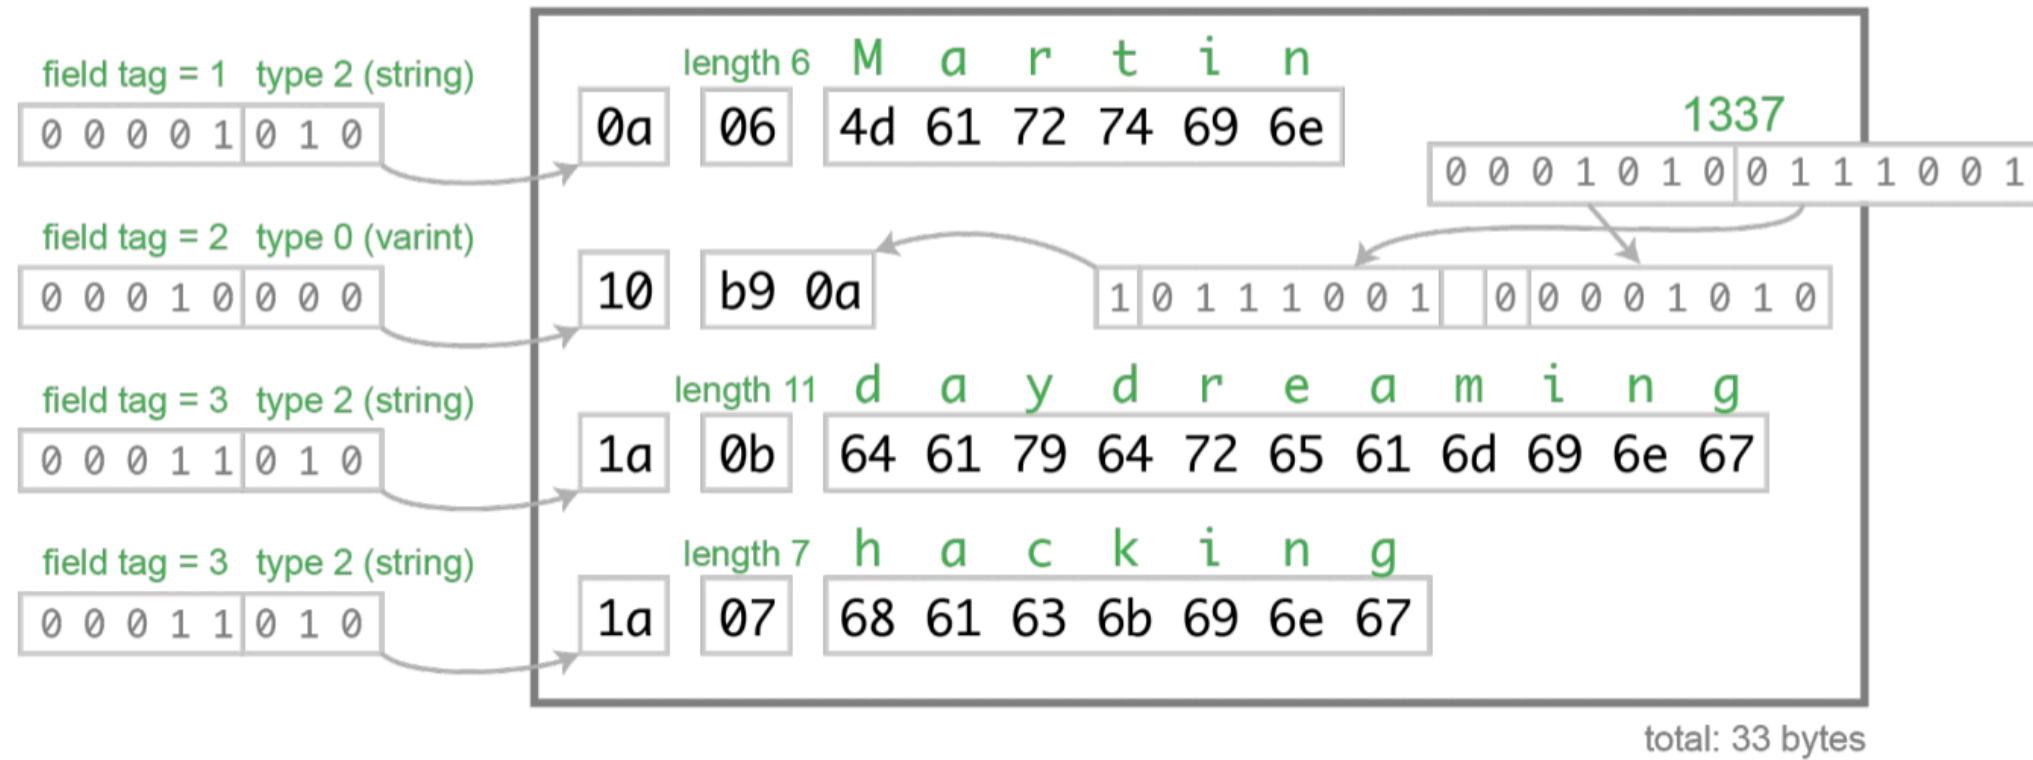 length 6 M a r t i n
field tag = 1 type 2 (string)
0 0 0 0 1 0 1 0 0a 06 4d 61 72 74 69 6e
1337
0 0 0 1 0 1 0 0 1 1 1 0 0 1
field tag = 2 type 0 (varint)
0 0 0 1 0 0 0 0 10 b9 0a 1 0 1 1 1 0 0 1 0 0 0 0 1 0 1 0
length 11 d a y d r e a m i n g
field tag = 3 type 2 (string)
0 0 0 1 1 0 1 0 1a 0b 64 61 79 64 72 65 61 6d 69 6e 67
length 7 h a c k i n g
field tag = 3 type 2 (string)
0 0 0 1 1 0 1 0 1a 07 68 61 63 6b 69 6e 67
total: 33 bytes